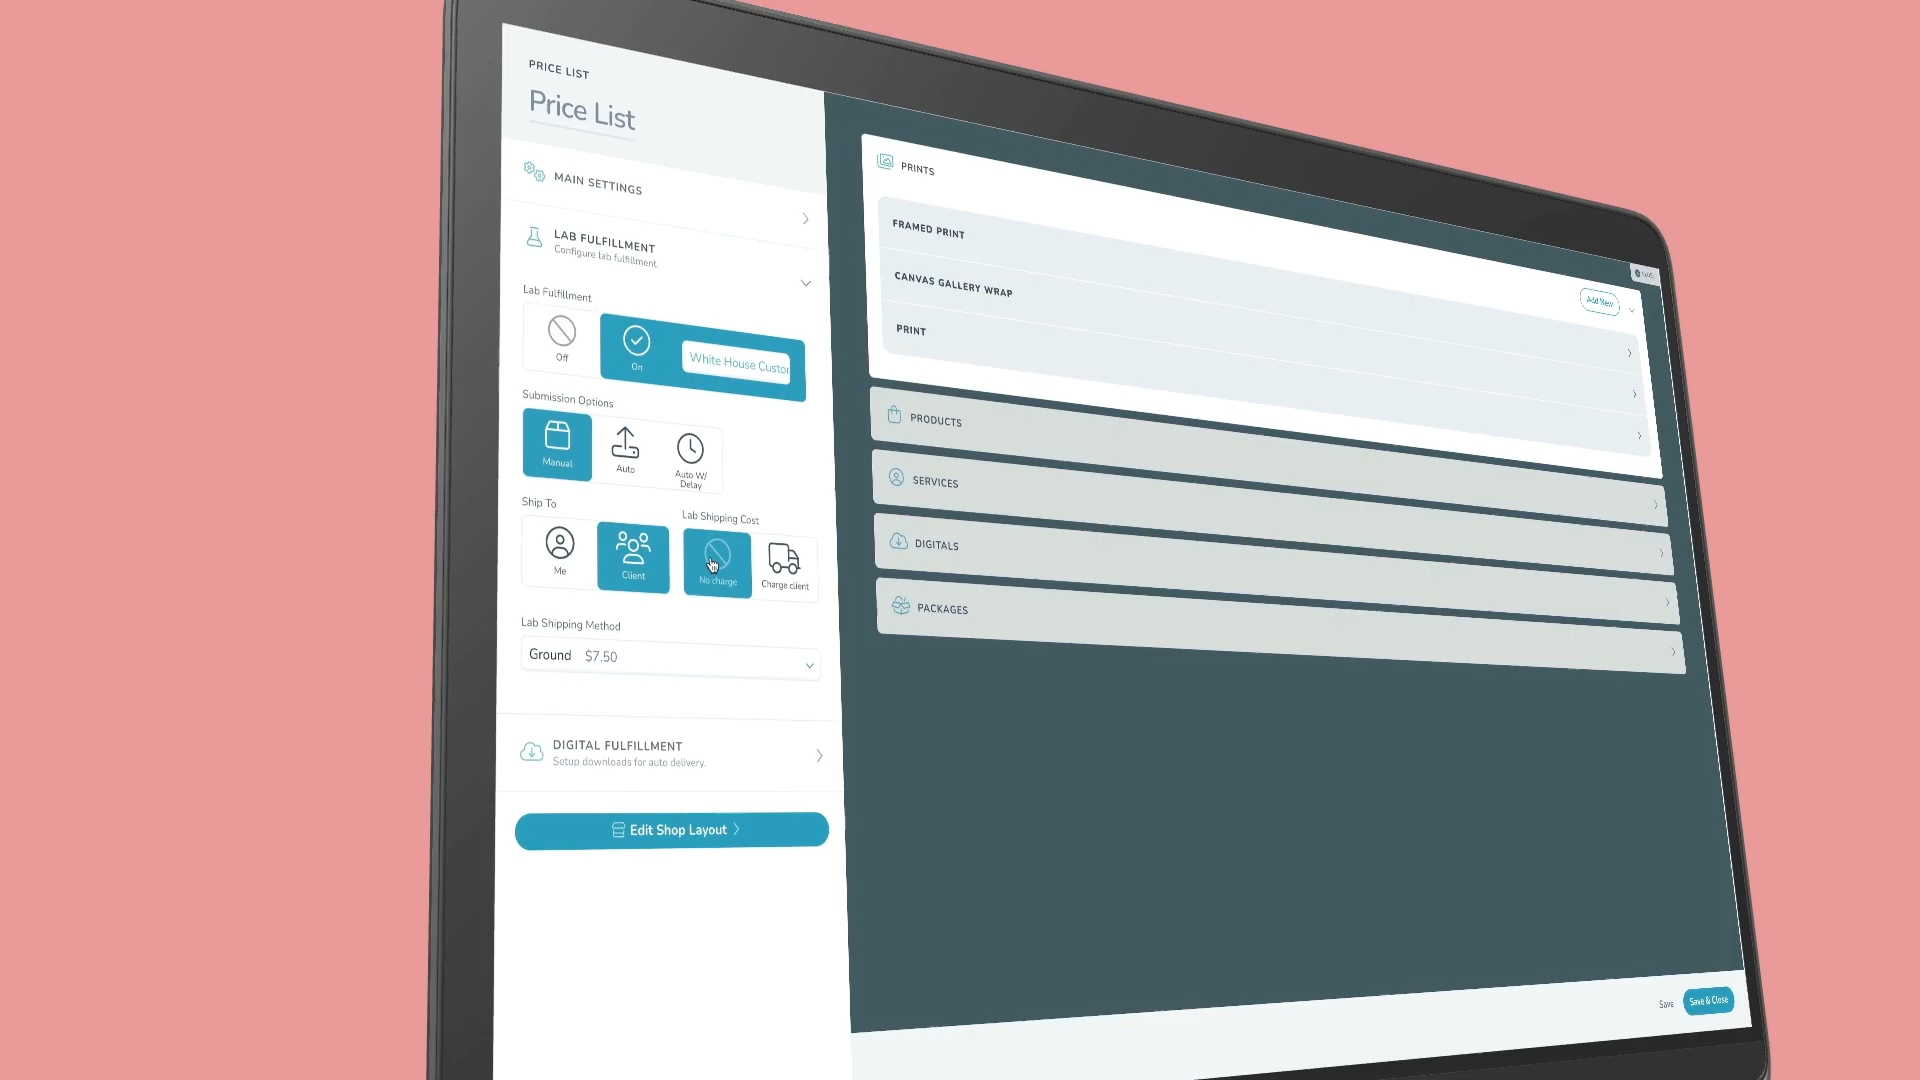 PRICE LIST
Price List
MAIN SETTINGS
LAB FULFILLMENT
Configure lab fulfillment.
Lab Fulfillment
Off
On
White House Custo
Submission Options
Manual
Auto
Auto W/
Delay
Ship To
Me
Client
Lab Shipping Cost
No charge
Charge client
Lab Shipping Method
Ground $7.50
DIGITAL FULFILLMENT
Setup downloads for auto delivery.
Edit Shop Layout
PRINTS
Add New
FRAMED PRINT
CANVAS GALLERY WRAP
PRINT
PRODUCTS
SERVICES
DIGITALS
PACKAGES
Save
Save & Close